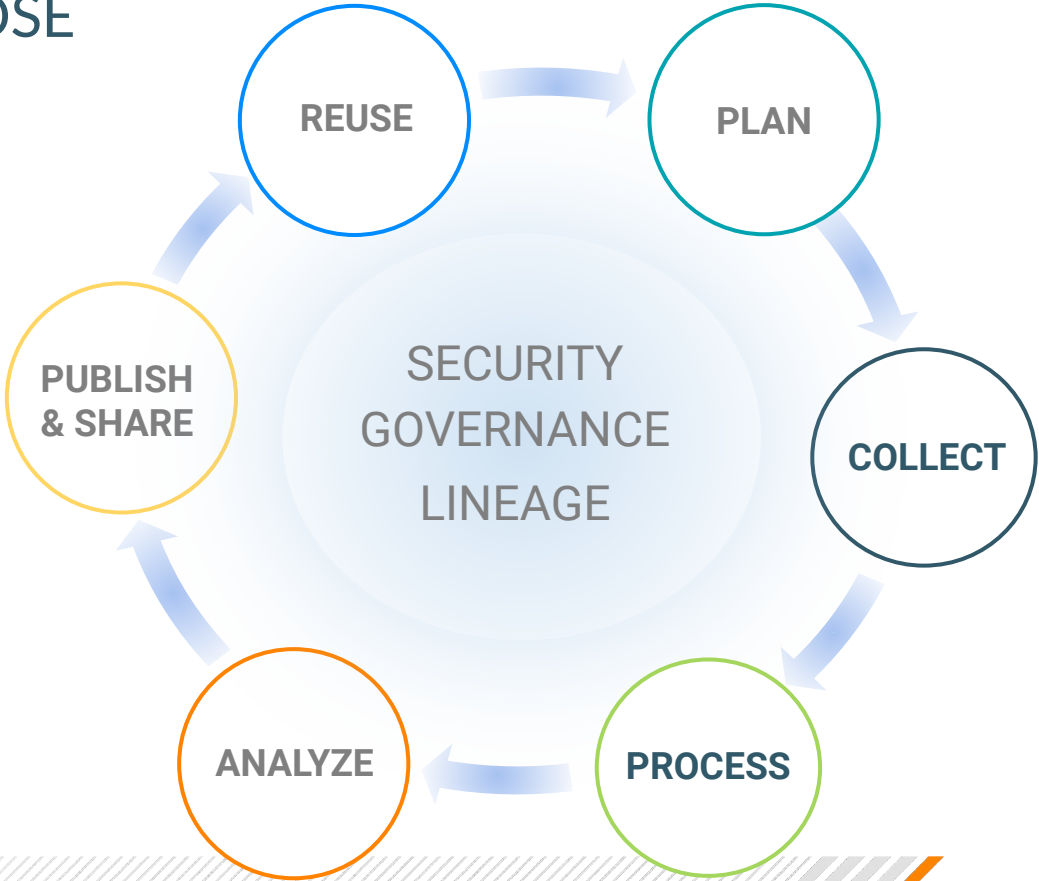 OSE
REUSE
PLAN
PUBLISH
& SHARE
SECURITY
GOVERNANCE
LINEAGE
COLLECT
ANALYZE
PROCESS